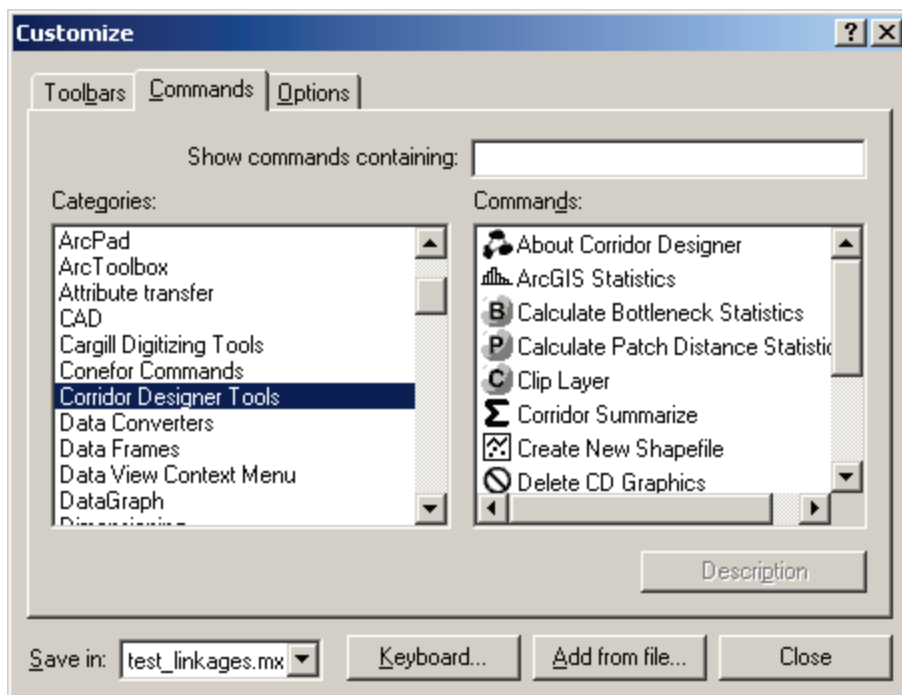 Customize
Toolbars Commands Options
Show commands containing:
Categories:
ArcPad
ArcToolbox
Attribute transfer
CAD
Cargill Digitizing Tools
Conefor Commands
Corridor Designer Tools
Data Converters
Data Frames
Data View Context Menu
DataGraph
Commands:
About Corridor Designer
ArcGIS Statistics
B Calculate Bottleneck Statistics
P Calculate Patch Distance Statistic
C Clip Layer
Σ Corridor Summarize
Create New Shapefile
Delete CD Graphics
Description
Save in: test_linkages.mx Keyboard... Add from file... Close